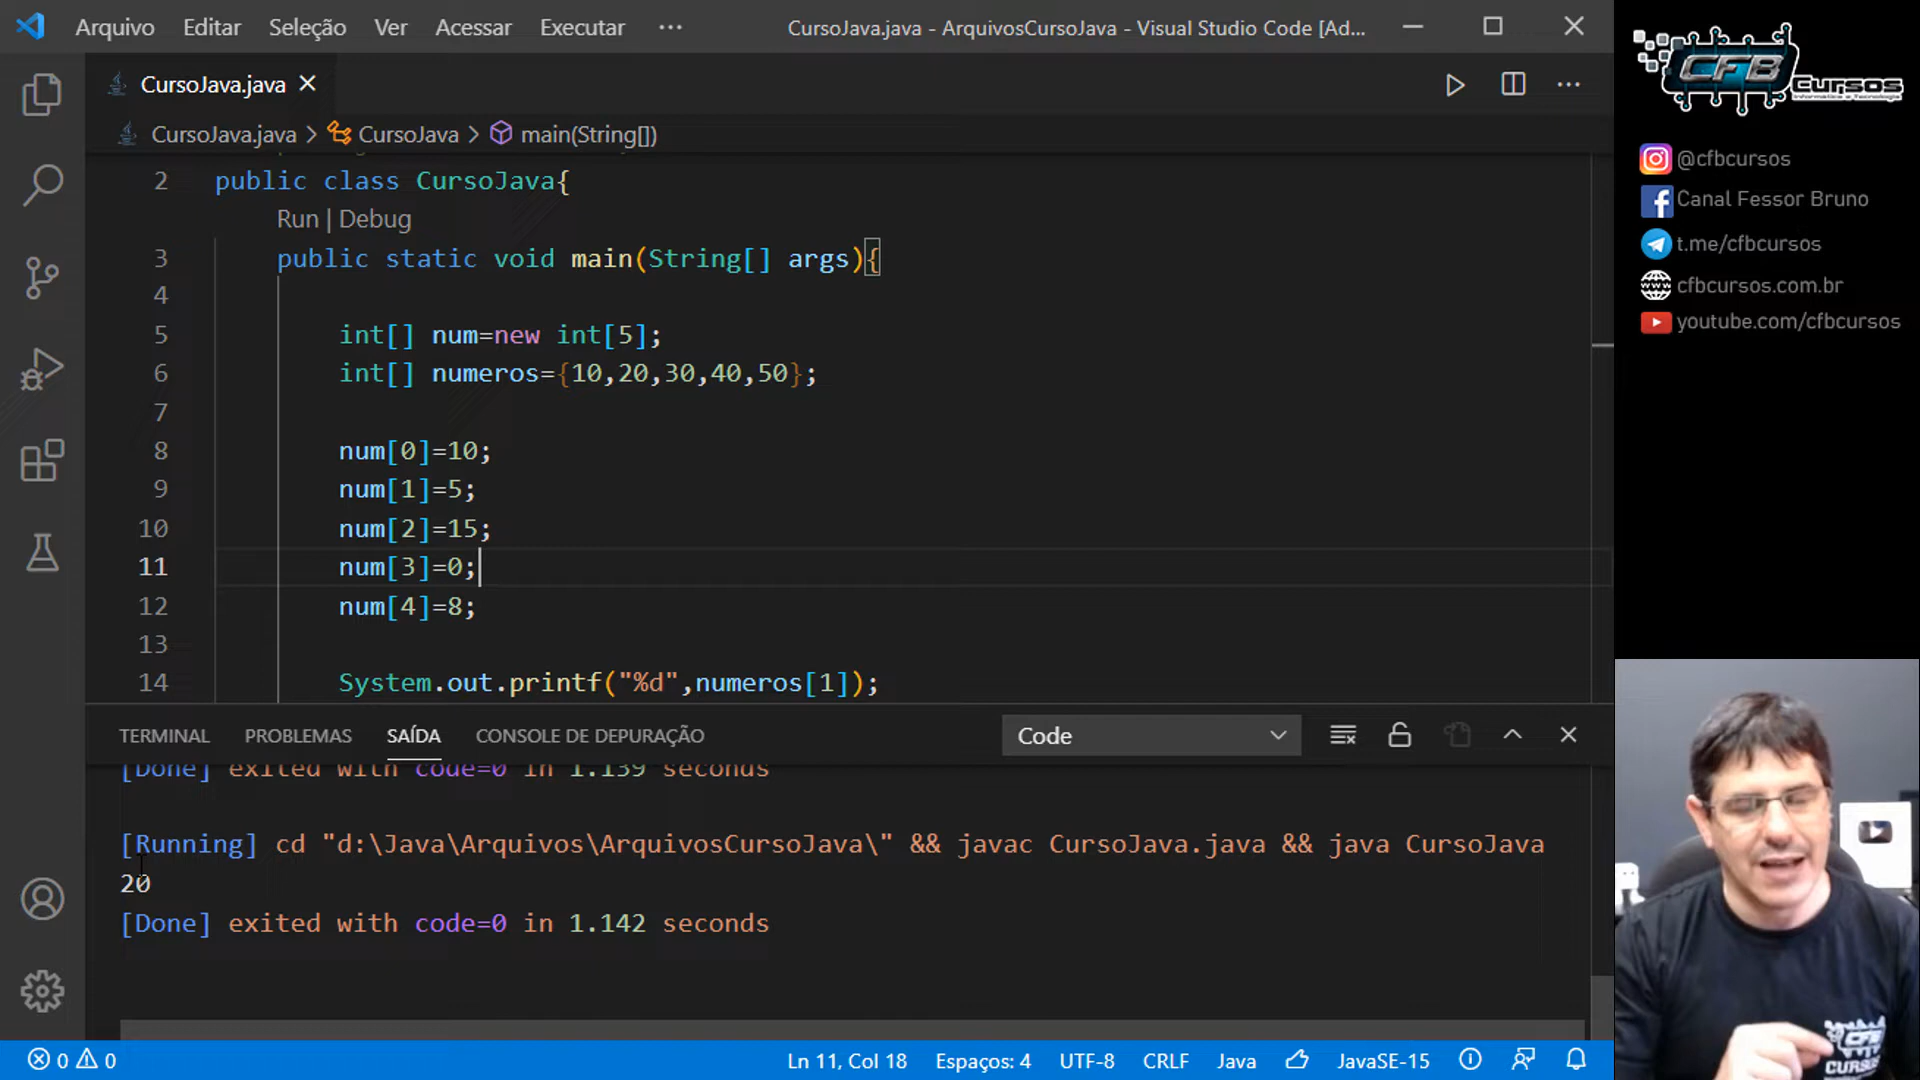 Arquivo Editar Seleção Ver Acessar Executar ··· CursoJava.java - ArquivosCursoJava - Visual Studio Code [Ad...
CursoJava.java
CursoJava.java > CursoJava > main(String[])
2 public class CursoJava{
Run | Debug
3 public static void main(String[] args){
4
5 int[] num=new int[5];
6 int[] numeros={10,20,30,40,50};
7
8 num[0]=10;
9 num[1]=5;
10 num[2]=15;
11 num[3]=0;
12 num[4]=8;
13
14 System.out.printf("%d",numeros[1]);
TERMINAL PROBLEMAS SAÍDA CONSOLE DE DEPURAÇÃO Code
[Done] exited with code=0 in 1.139 seconds
[Running] cd "d:\Java\Arquivos\ArquivosCursoJava\" && javac CursoJava.java && java CursoJava
20
[Done] exited with code=0 in 1.142 seconds
0 0 Ln 11, Col 18 Espaços: 4 UTF-8 CRLF Java JavaSE-15
CFB Cursos
@cfbcursos
Canal Fessor Bruno
t.me/cfbcursos
cfbcursos.com.br
youtube.com/cfbcursos
CFB
CURSOS